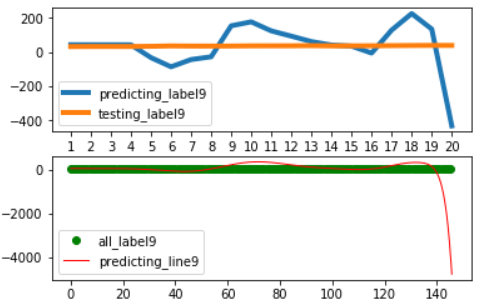 200
0
−200
−400
predicting_label9
testing_label9
1 2 3 4 5 6 7 8 9 10 11 12 13 14 15 16 17 18 19 20
0
−2000
−4000
all_label9
predicting_line9
0 20 40 60 80 100 120 140